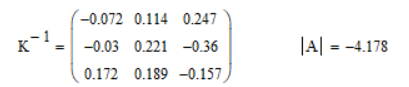 K⁻¹ = ( −0.072 0.114 0.247
−0.03 0.221 −0.36
0.172 0.189 −0.157 ) |A| = −4.178